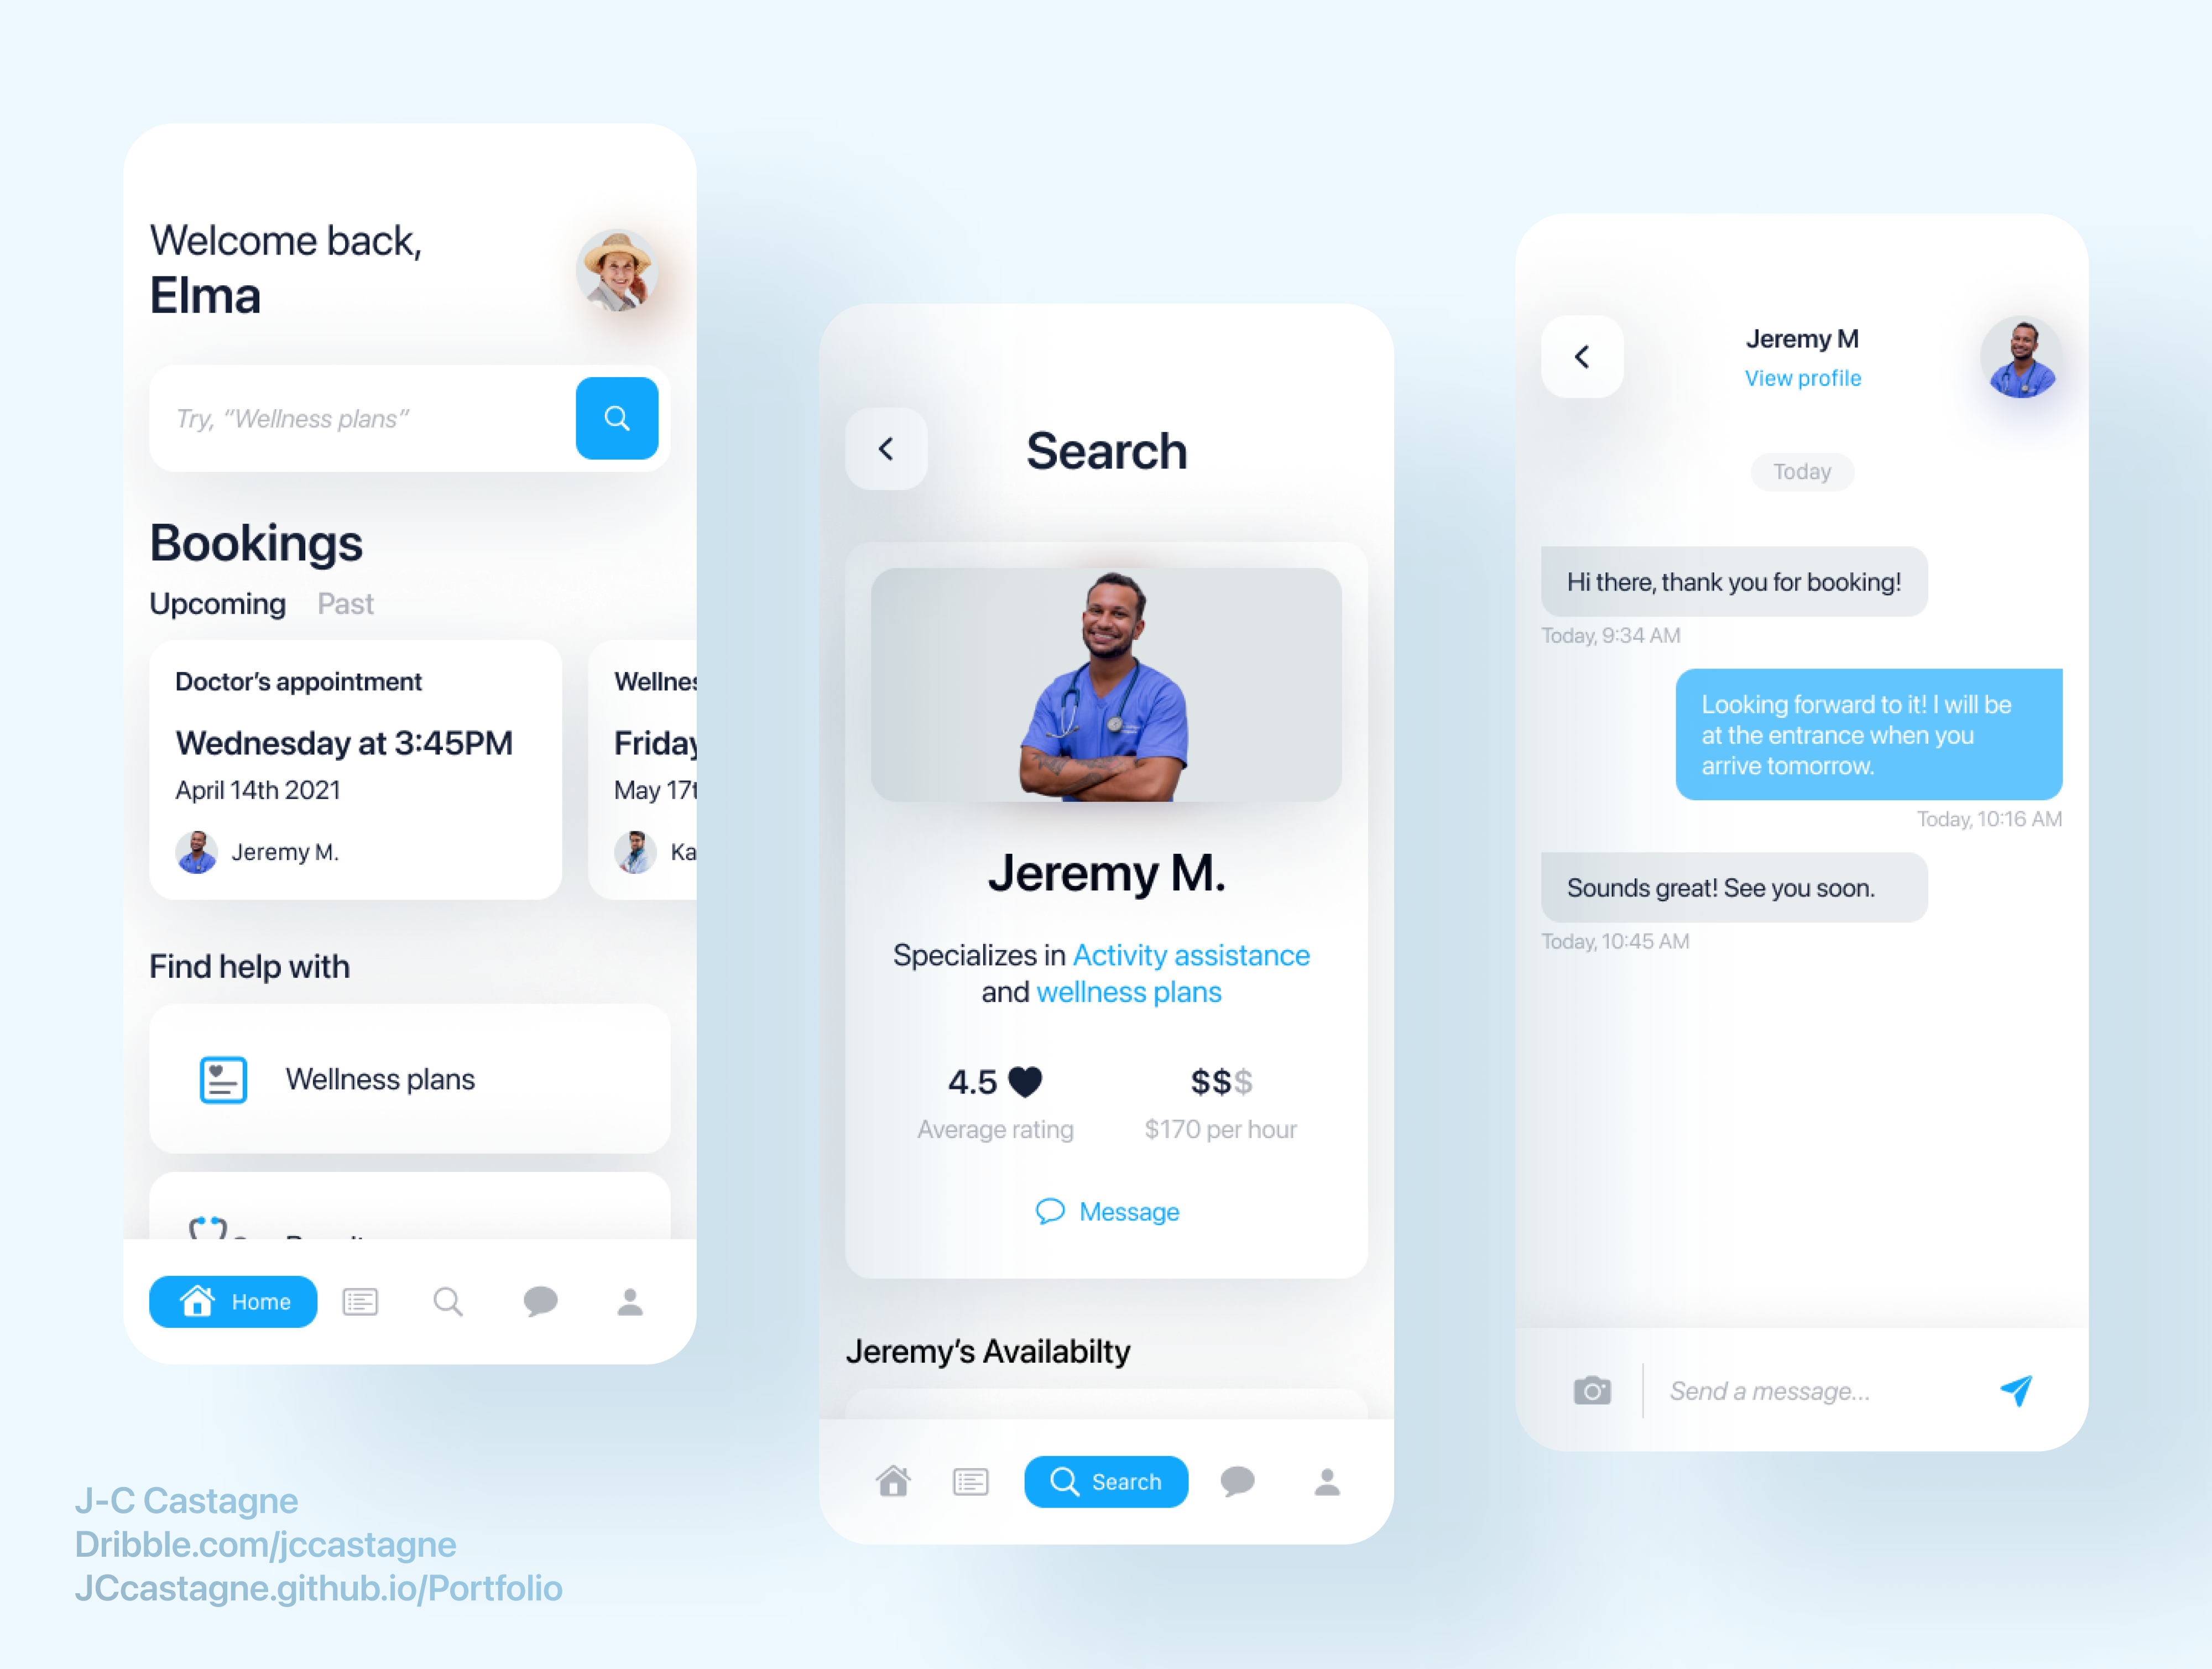 Welcome back,
Elma
Try, “Wellness plans”
Bookings
Upcoming Past
Doctor’s appointment
Wednesday at 3:45PM
April 14th 2021
Jeremy M.
Friday
Find help with
Wellness plans
Home
Search
Jeremy M.
Specializes in Activity assistance
and wellness plans
4.5
$$$
Average rating
$170 per hour
Message
Jeremy’s Availabilty
Search
Jeremy M
View profile
Today
Hi there, thank you for booking!
Today, 9:34 AM
Looking forward to it! I will be
at the entrance when you
arrive tomorrow.
Today, 10:16 AM
Sounds great! See you soon.
Today, 10:45 AM
Send a message...
J-C Castagne
Dribble.com/jccastagne
JCcastagne.github.io/Portfolio